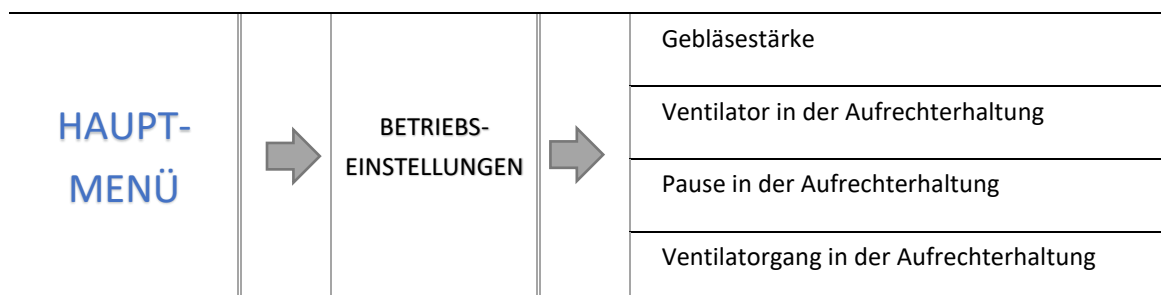 HAUPT-
MENÜ
BETRIEBS-
EINSTELLUNGEN
Gebläsestärke
Ventilator in der Aufrechterhaltung
Pause in der Aufrechterhaltung
Ventilatorgang in der Aufrechterhaltung